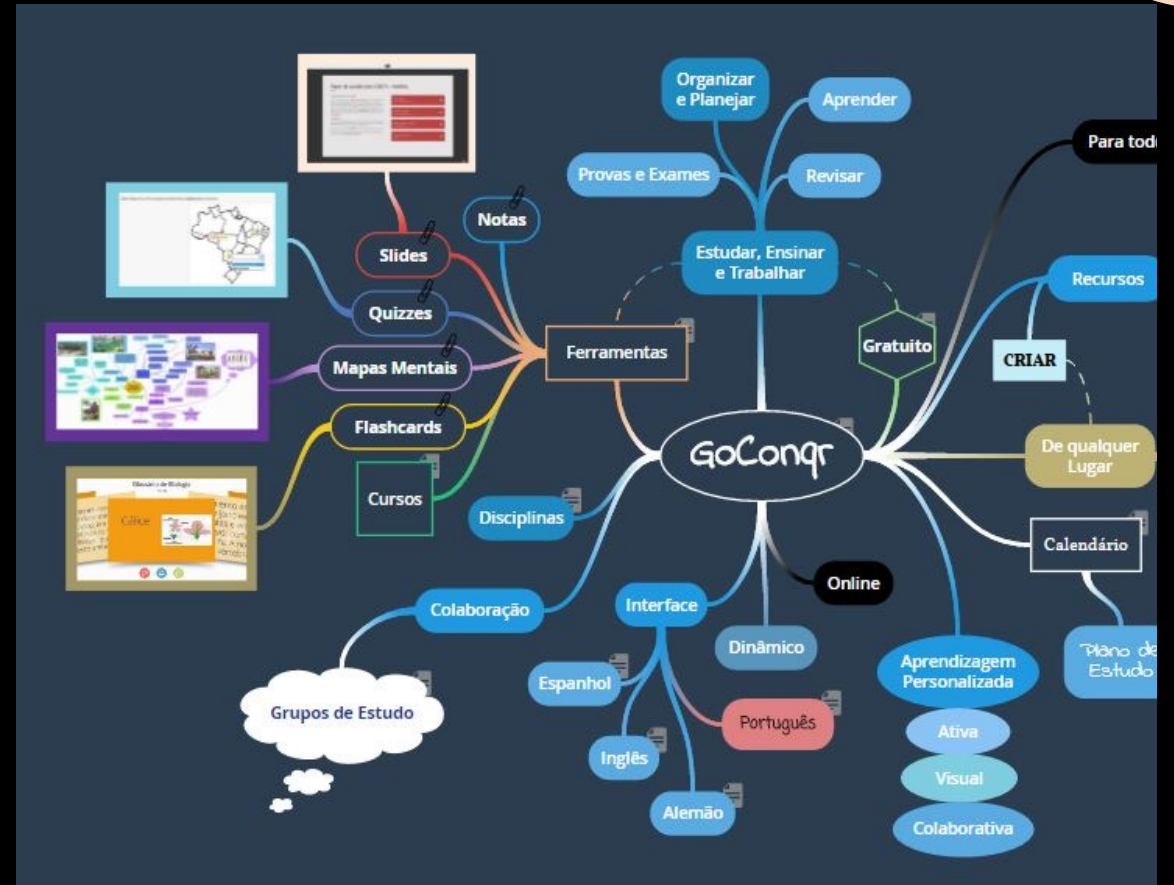 Organizar
e Planejar
Aprender
Provas e Exames
Revisar
Estudar, Ensinar
e Trabalhar
Para tod
Notas
Slides
Quizzes
Mapas Mentais
Flashcards
Cursos
Ferramentas
Gratuito
Recursos
CRIAR
De qualquer
Lugar
GoConqr
Disciplinas
Calendário
Plano de
Estudo
Online
Colaboração
Interface
Dinâmico
Aprendizagem
Personalizada
Ativa
Visual
Colaborativa
Grupos de Estudo
Espanhol
Português
Inglês
Alemão
Glossário de Biologia
Cálice